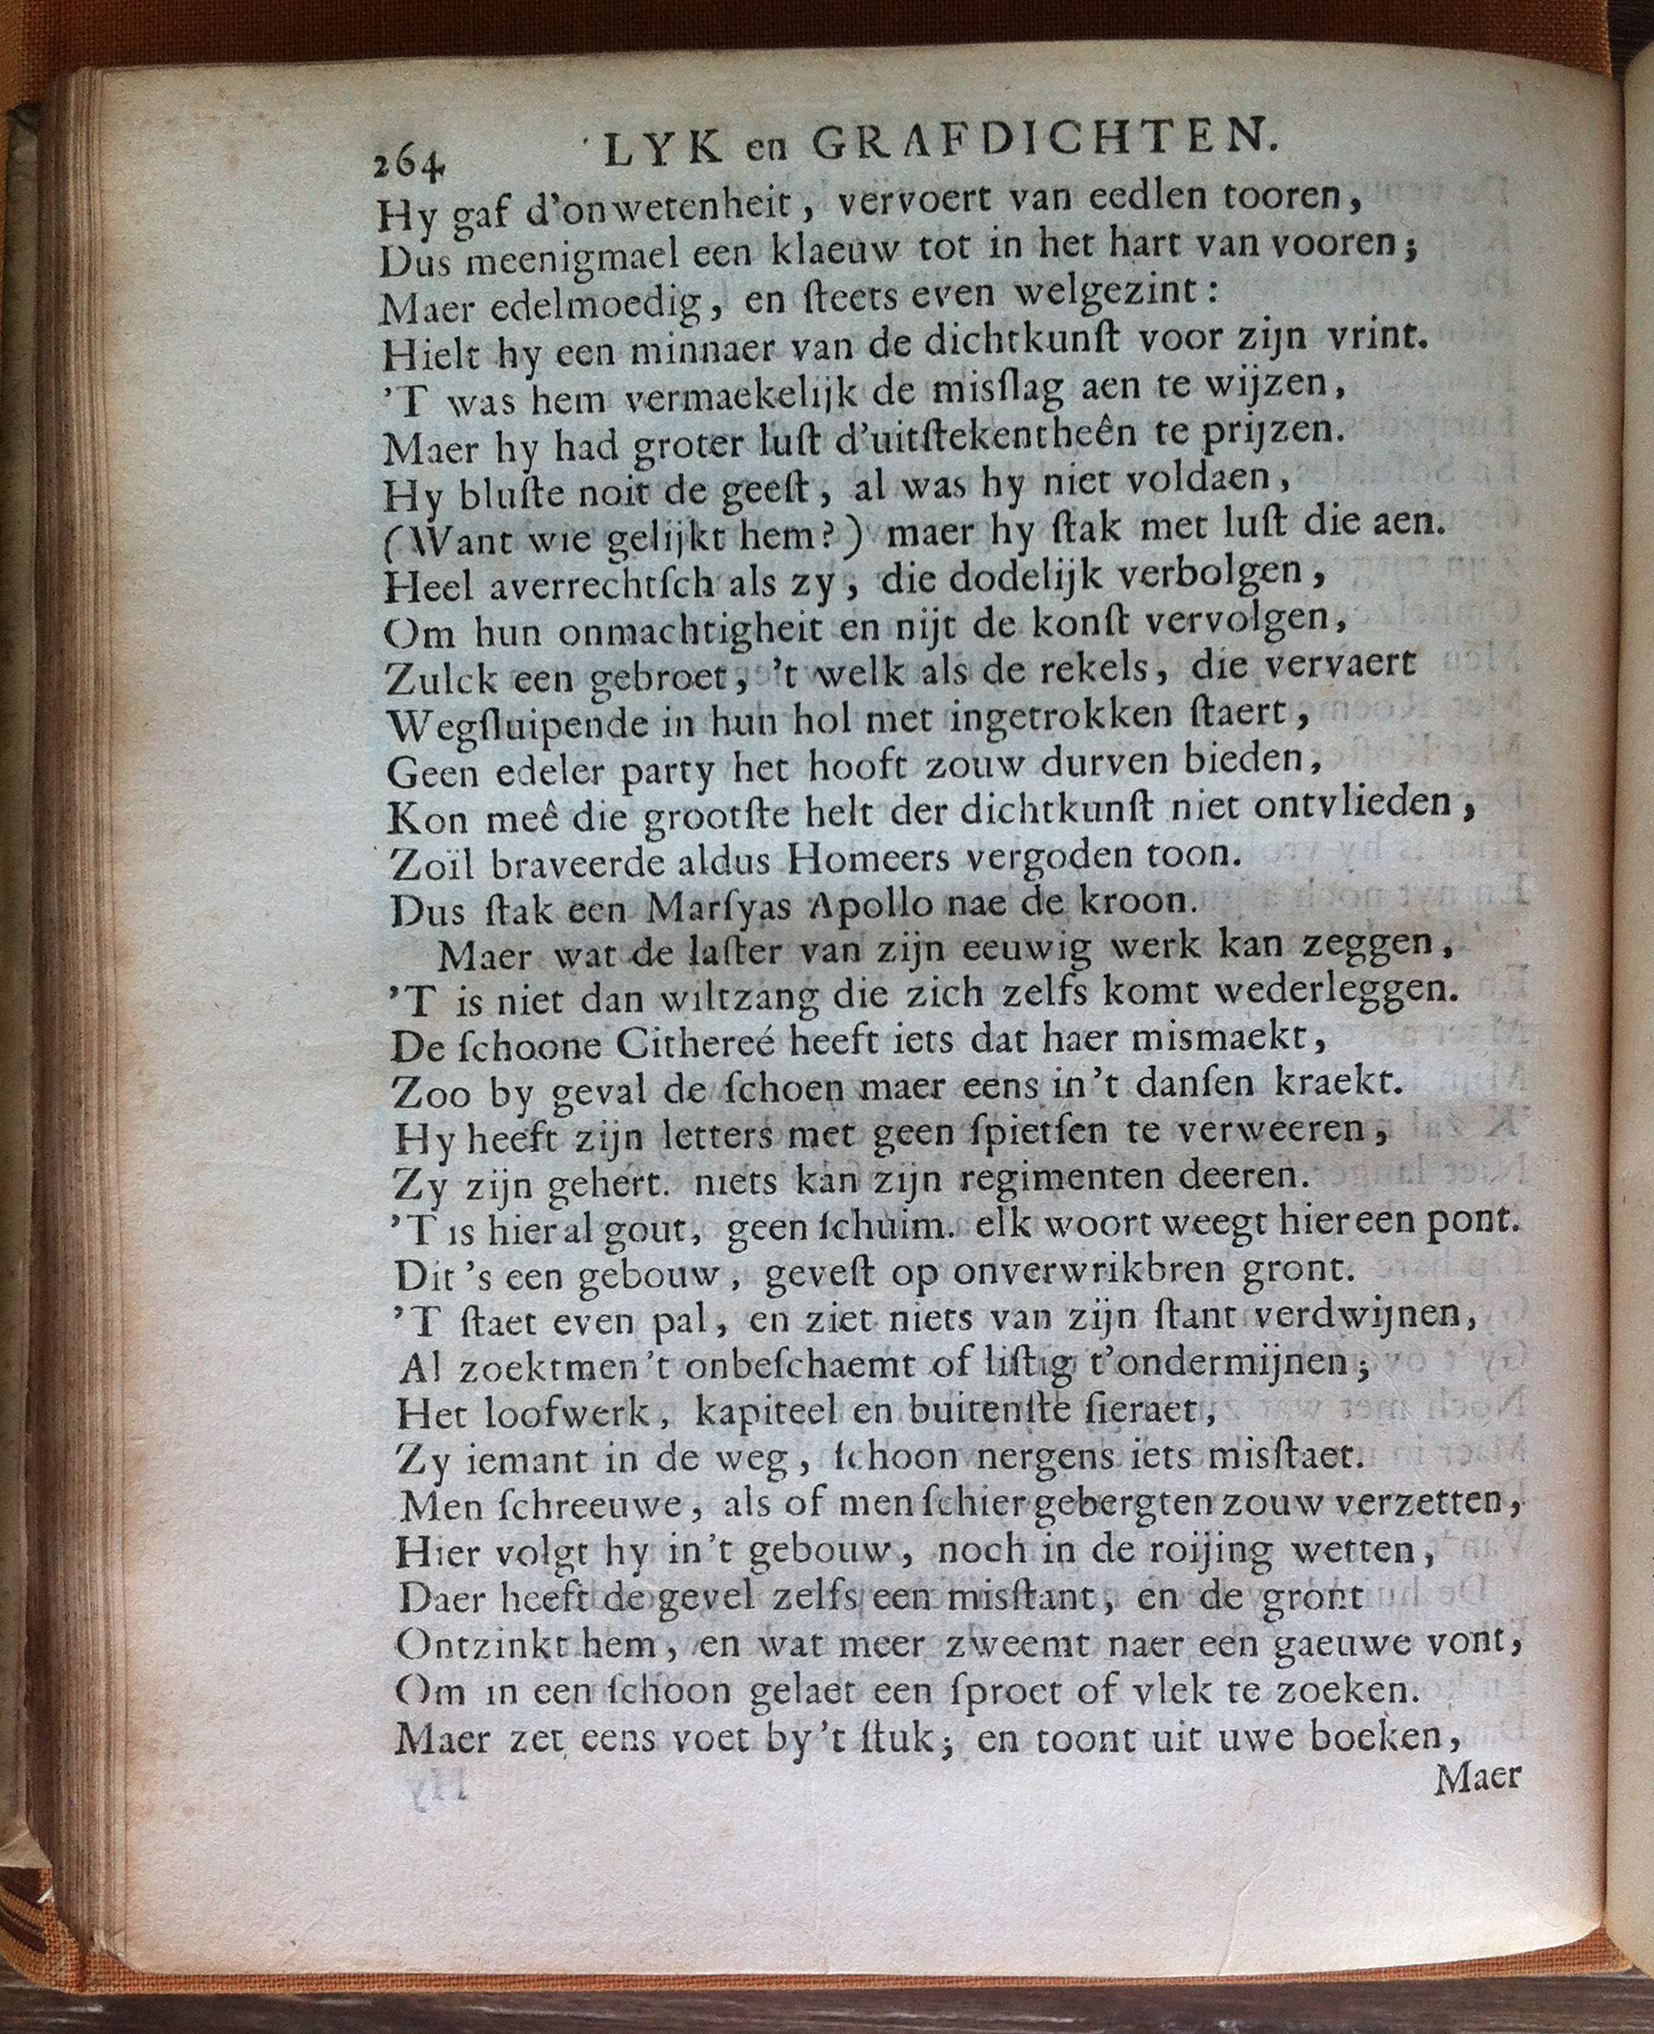 264 LYK en GRAFDICHTEN.
Hy gaf d'onwetenheit, vervoert van eedlen tooren,
Dus meenigmael een klaeuw tot in het hart van vooren;
Maer edelmoedig, en ſteets even welgezint:
Hielt hy een minnaer van de dichtkunſt voor zijn vrint.
'T was hem vermaekelijk de misſlag aen te wijzen,
Maer hy had groter luſt d'uitſtekentheên te prijzen.
Hy bluſte noit de geeſt, al was hy niet voldaen,
(Want wie gelijkt hem?) maer hy ſtak met luſt die aen.
Heel averrechtſch als zy, die dodelijk verbolgen,
Om hun onmachtigheit en nijt de konſt vervolgen,
Zulck een gebroet, 't welk als de rekels, die vervaert
Wegſluipende in hun hol met ingetrokken ſtaert,
Geen edeler party het hooft zouw durven bieden,
Kon meê die grootſte helt der dichtkunſt niet ontvlieden,
Zoïl braveerde aldus Homeers vergoden toon.
Dus ſtak een Marſyas Apollo nae de kroon.
Maer wat de laſter van zijn eeuwig werk kan zeggen,
'T is niet dan wiltzang die zich zelfs komt wederleggen.
De ſchoone Githereé heeft iets dat haer mismaekt,
Zoo by geval de ſchoen maer eens in't danſen kraekt.
Hy heeft zijn letters met geen ſpietſen te verweeren,
Zy zijn gehert. niets kan zijn regimenten deeren.
'T is hier al gout, geen ſchuim. elk woort weegt hier een pont.
Dit 's een gebouw, geveſt op onverwrikbren gront.
'T ſtaet even pal, en ziet niets van zijn ſtant verdwijnen,
Al zoektmen't onbeſchaemt of liſtig t'ondermijnen;
Het loofwerk, kapiteel en buitenſte ſieraet,
Zy iemant in de weg, ſchoon nergens iets misſtaet.
Men ſchreeuwe, als of men ſchier gebergten zouw verzetten,
Hier volgt hy in't gebouw, noch in de roijing wetten,
Daer heeft de gevel zelfs een misſtant, en de gront
Ontzinkt hem, en wat meer zweemt naer een gaeuwe vont,
Om in een ſchoon gelaet een ſproet of vlek te zoeken.
Maer zet eens voet by't ſtuk; en toont uit uwe boeken,
Maer